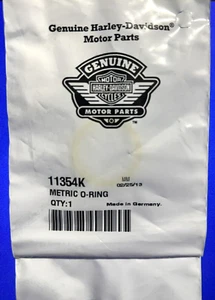 Genuine Harley-Davidson®
Motor Parts
GENUINE
MOTOR
HARLEY-DAVIDSON
CYCLES
MOTOR PARTS
11354K
METRIC O-RING
QTY:1
Made in Germany